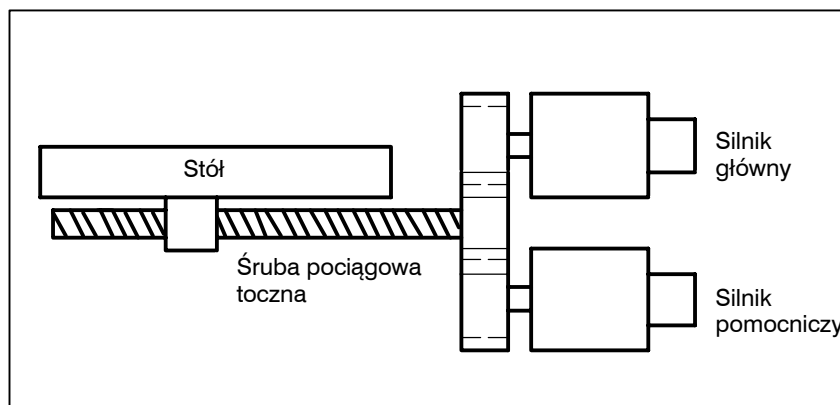 Stół
Silnik
główny
Śruba pociągowa
toczna
Silnik
pomocniczy